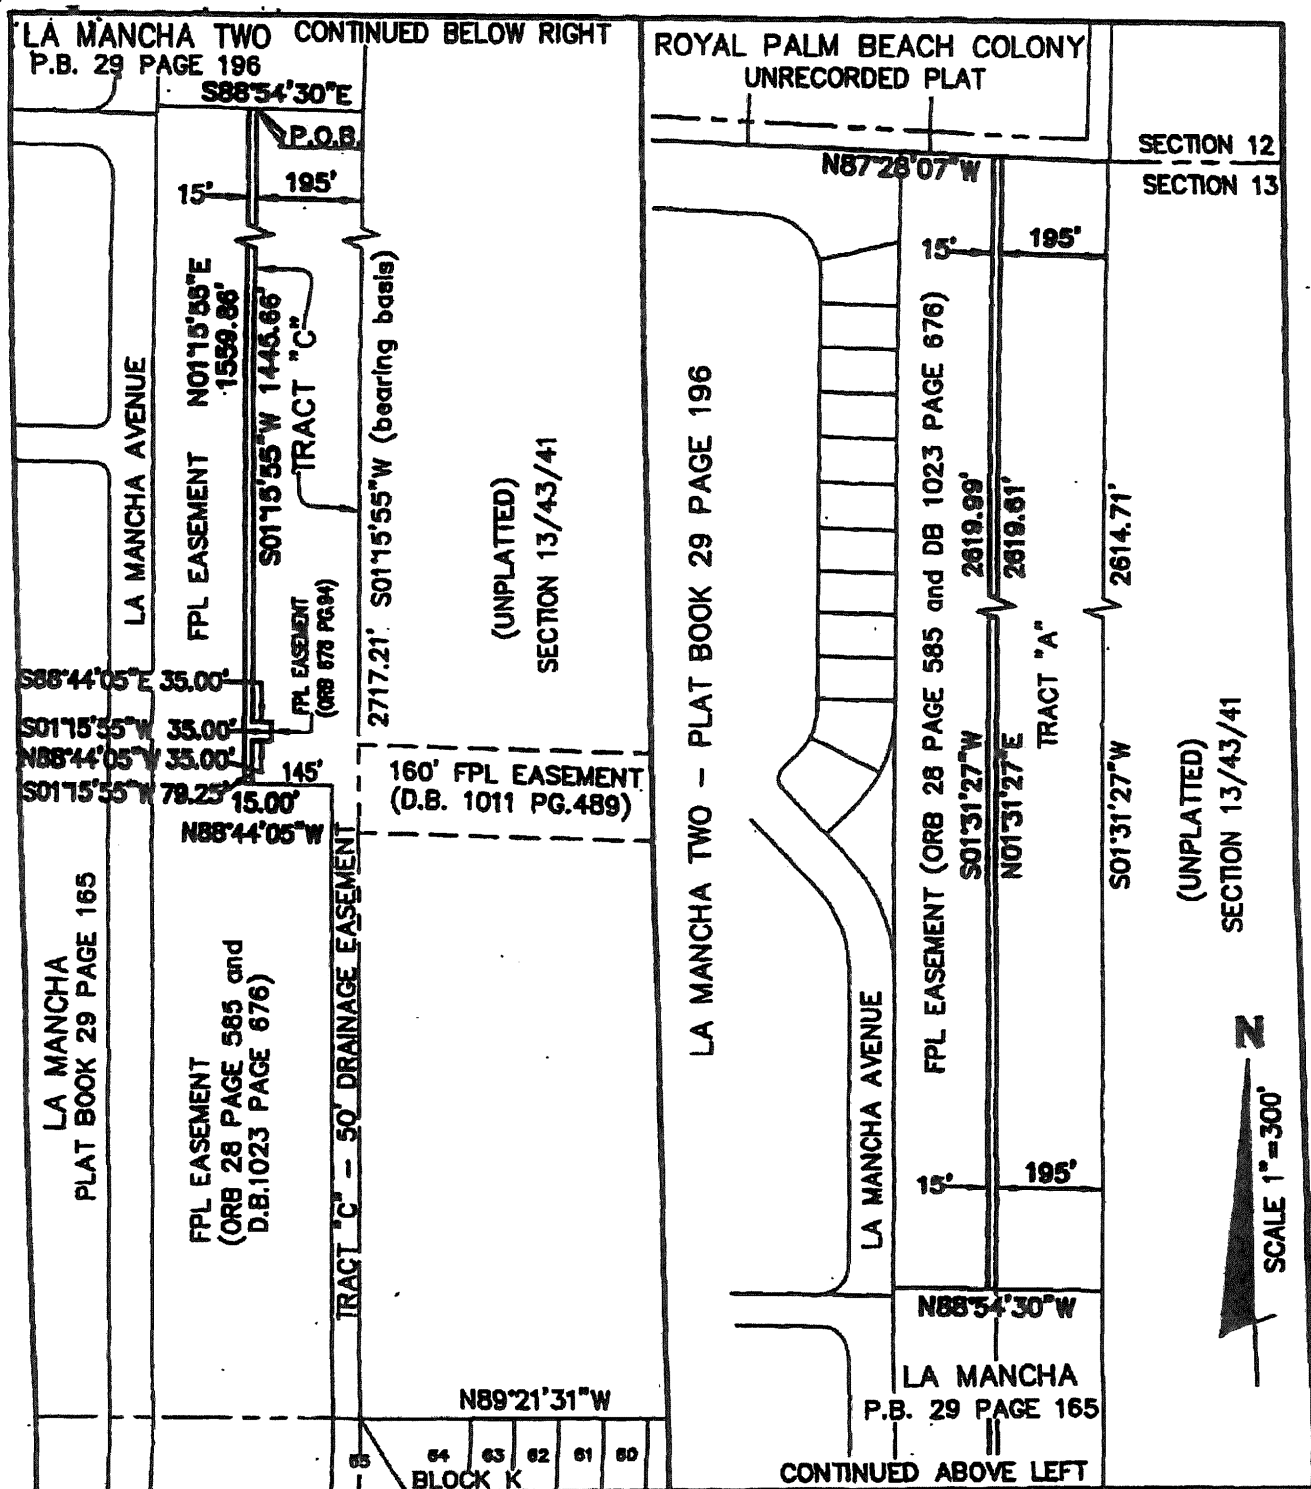 LA MANCHA TWO
P.B. 29 PAGE 196
CONTINUED BELOW RIGHT
S88°54'30"E
P.O.B.
15'
195'
LA MANCHA AVENUE
FPL EASEMENT
N01°15'55"E
1559.86'
S01°15'55"W 1445.66'
TRACT "C"
2717.21' S01°15'55"W (bearing basis)
(UNPLATTED)
SECTION 13/43/41
FPL EASEMENT
(ORB 678 PG.94)
S88°44'05"E 35.00'
S01°15'55"W 35.00'
N88°44'05"W 35.00'
S01°15'55"W 79.25'
145'
15.00'
N88°44'05"W
160' FPL EASEMENT
(D.B. 1011 PG.489)
LA MANCHA
PLAT BOOK 29 PAGE 165
FPL EASEMENT
(ORB 28 PAGE 585 and
D.B.1023 PAGE 676)
TRACT "C" - 50' DRAINAGE EASEMENT
N89°21'31"W
65
64
63
62
61
60
BLOCK K
ROYAL PALM BEACH COLONY
UNRECORDED PLAT
SECTION 12
SECTION 13
N87°28'07"W
15'
195'
LA MANCHA TWO - PLAT BOOK 29 PAGE 196
FPL EASEMENT (ORB 28 PAGE 585 and DB 1023 PAGE 676)
S01°31'27"W
2619.99'
N01°31'27"E
2619.61'
TRACT "A"
S01°31'27"W
2614.71'
(UNPLATTED)
SECTION 13/43/41
LA MANCHA AVENUE
15'
195'
N
SCALE 1"=300'
N88°54'30"W
LA MANCHA
P.B. 29 PAGE 165
CONTINUED ABOVE LEFT